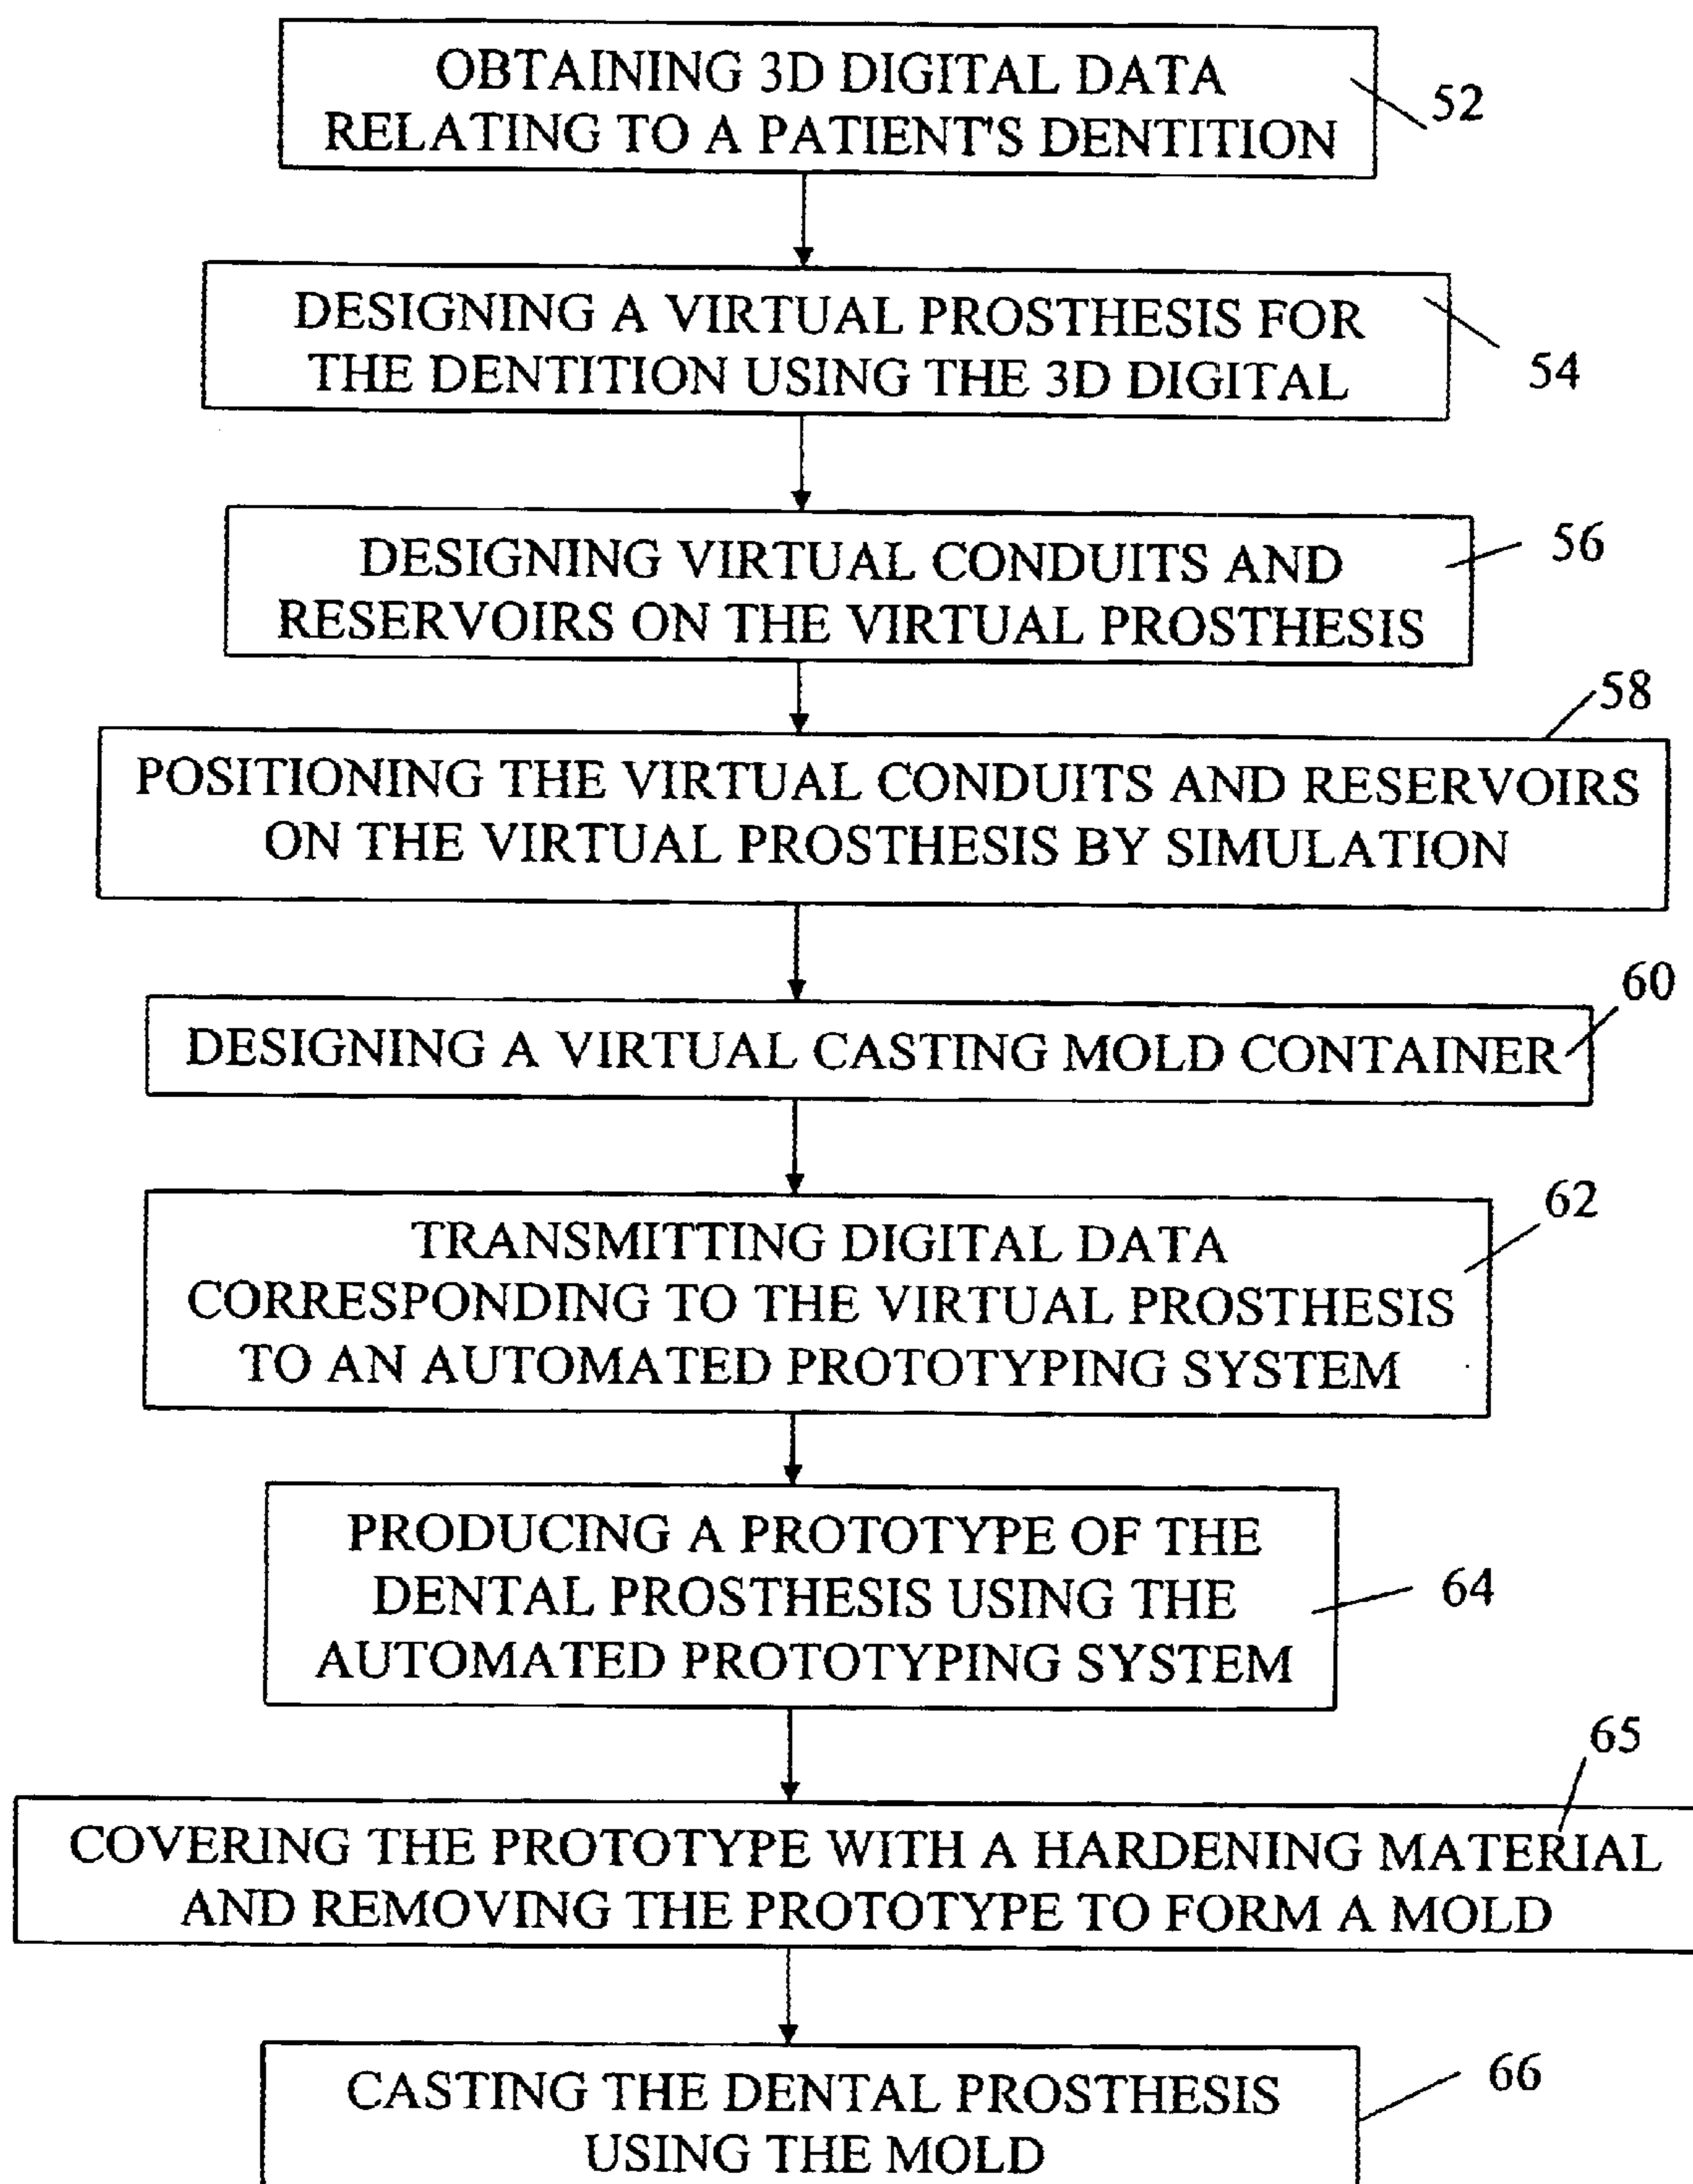 OBTAINING 3D DIGITAL DATA
RELATING TO A PATIENT'S DENTITION
52
DESIGNING A VIRTUAL PROSTHESIS FOR
THE DENTITION USING THE 3D DIGITAL
54
DESIGNING VIRTUAL CONDUITS AND
RESERVOIRS ON THE VIRTUAL PROSTHESIS
56
58
POSITIONING THE VIRTUAL CONDUITS AND RESERVOIRS
ON THE VIRTUAL PROSTHESIS BY SIMULATION
60
DESIGNING A VIRTUAL CASTING MOLD CONTAINER
62
TRANSMITTING DIGITAL DATA
CORRESPONDING TO THE VIRTUAL PROSTHESIS
TO AN AUTOMATED PROTOTYPING SYSTEM
PRODUCING A PROTOTYPE OF THE
DENTAL PROSTHESIS USING THE
AUTOMATED PROTOTYPING SYSTEM
64
65
COVERING THE PROTOTYPE WITH A HARDENING MATERIAL
AND REMOVING THE PROTOTYPE TO FORM A MOLD
CASTING THE DENTAL PROSTHESIS
USING THE MOLD
66